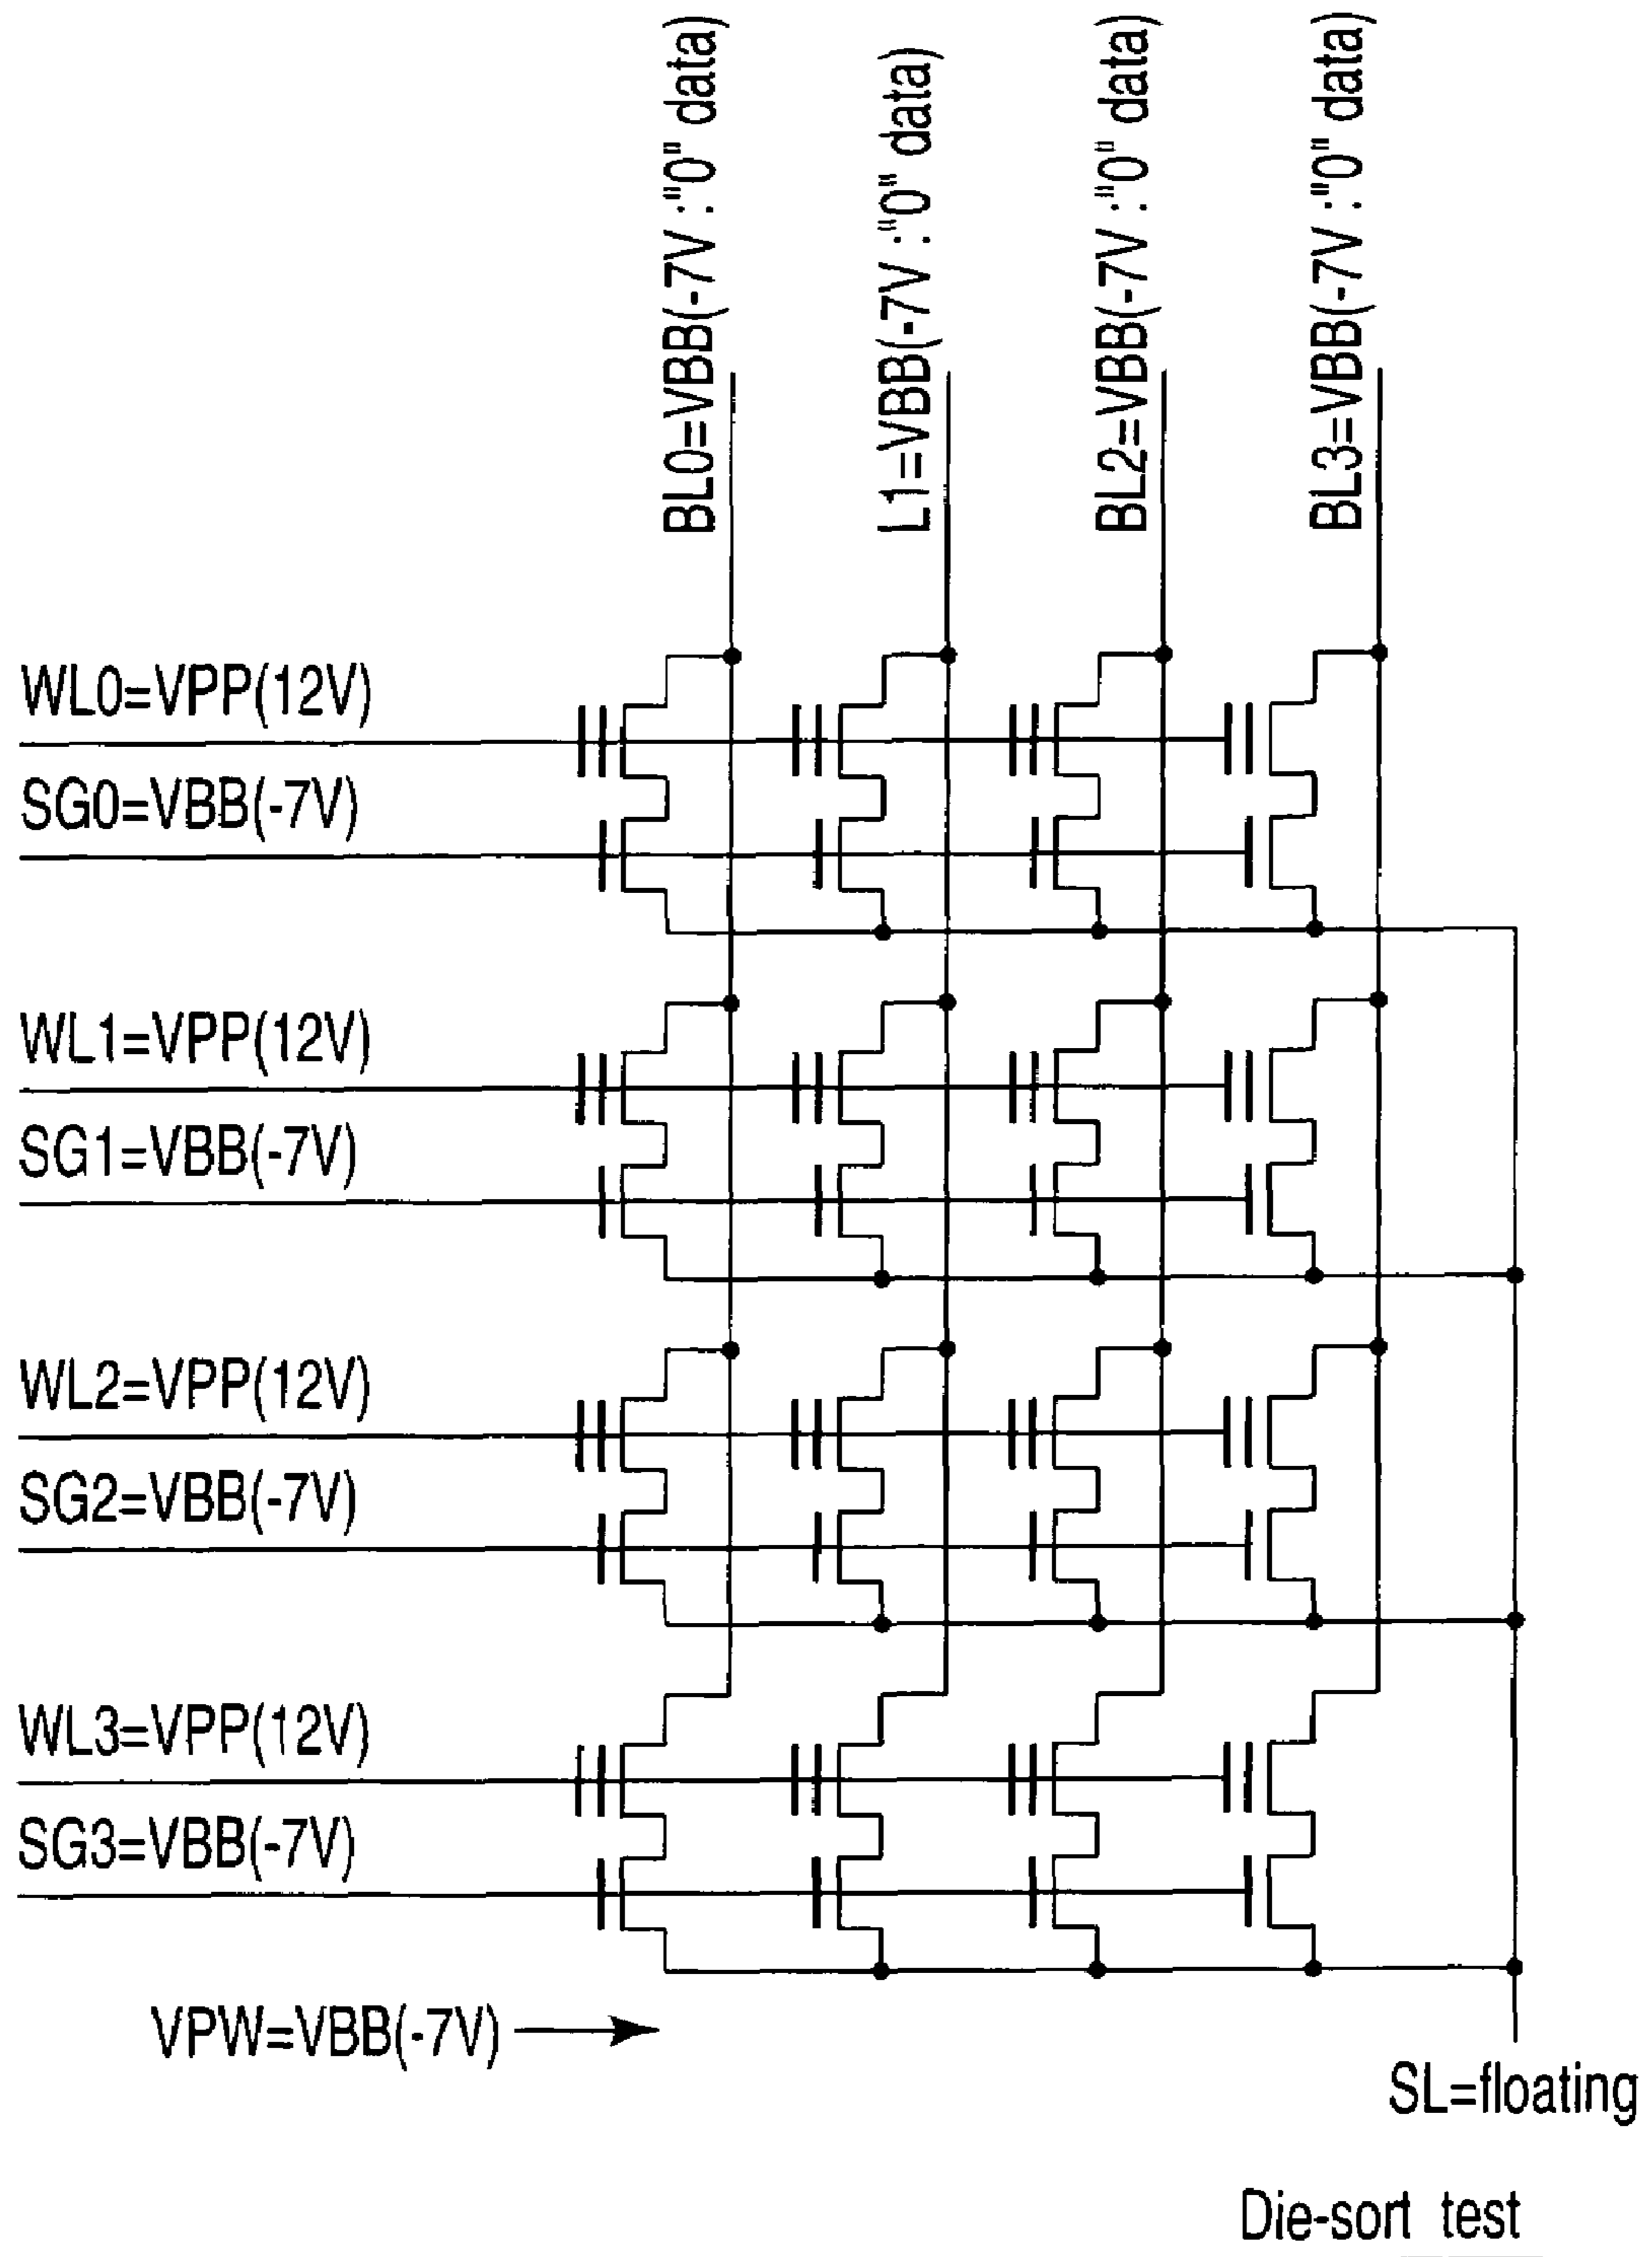 BL0=VBB(-7V :"0" data)
L1=VBB(-7V :"0" data)
BL2=VBB(-7V :"0" data)
BL3=VBB(-7V :"0" data)
WL0=VPP(12V)
SG0=VBB(-7V)
WL1=VPP(12V)
SG1=VBB(-7V)
WL2=VPP(12V)
SG2=VBB(-7V)
WL3=VPP(12V)
SG3=VBB(-7V)
VPW=VBB(-7V)
SL=floating
Die-sort test